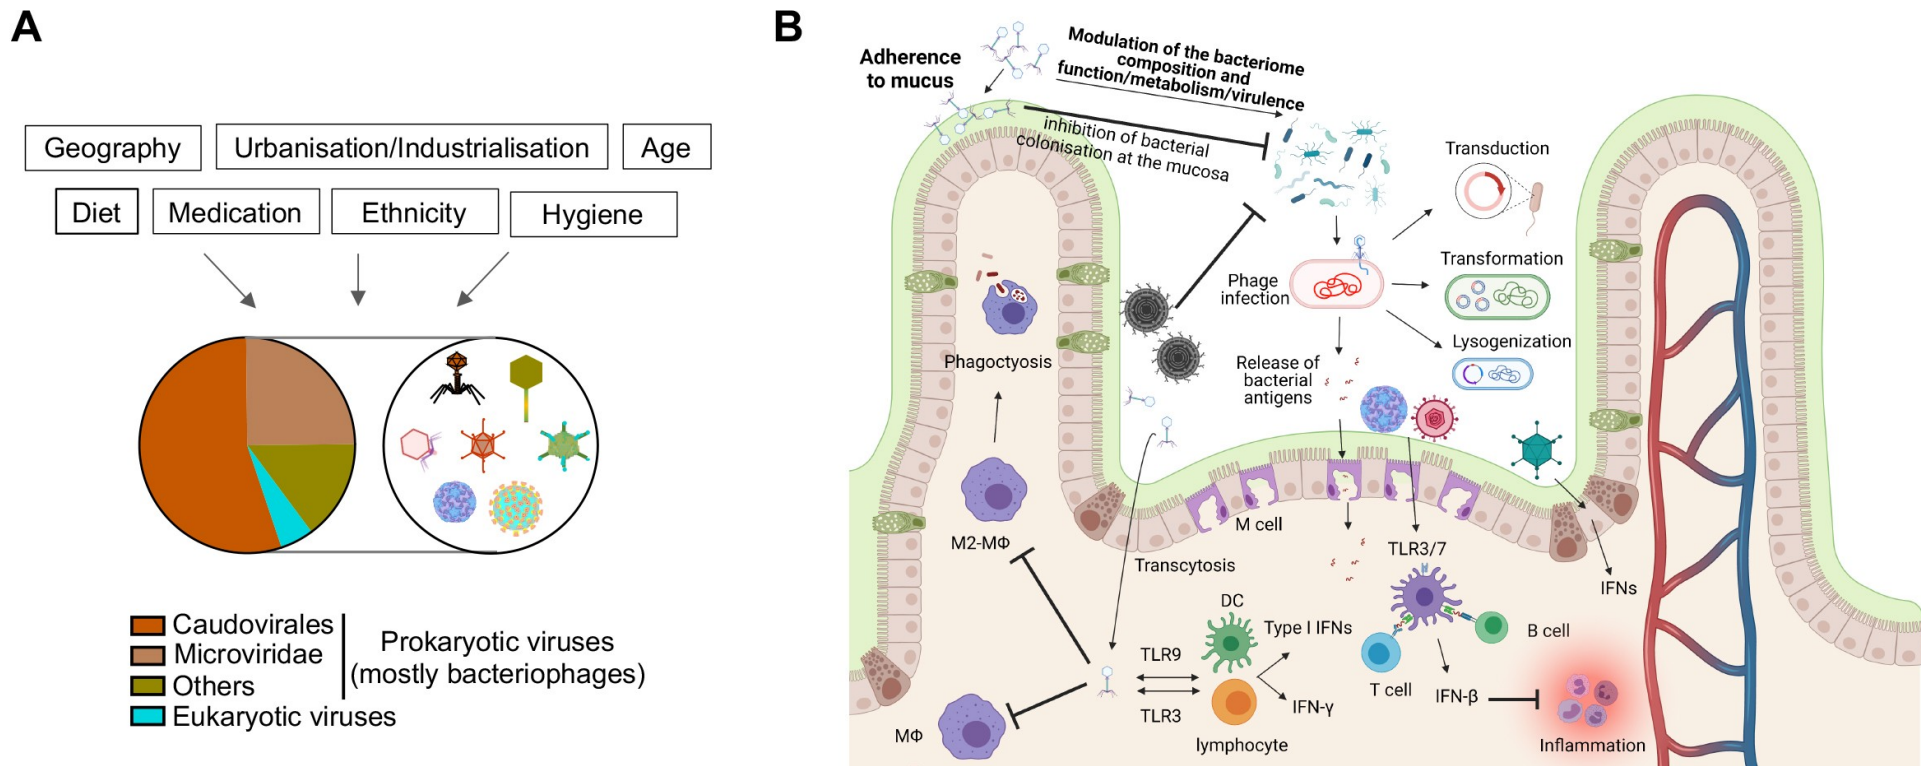 A
Geography
Urbanisation/Industrialisation
Age
Diet
Medication
Ethnicity
Hygiene
Caudovirales
Microviridae
Others
Eukaryotic viruses
Prokaryotic viruses
(mostly bacteriophages)
B
Adherence
to mucus
Modulation of the bacteriome
composition and
function/metabolism/virulence
inhibition of bacterial
colonisation at the mucosa
Transduction
Transformation
Lysogenization
Phage
infection
Release of
bacterial
antigens
Phagoctyosis
M2-MΦ
M cell
Transcytosis
TLR3/7
IFNs
DC
Type I IFNs
TLR9
TLR3
IFN-γ
lymphocyte
MΦ
T cell
B cell
IFN-β
Inflammation